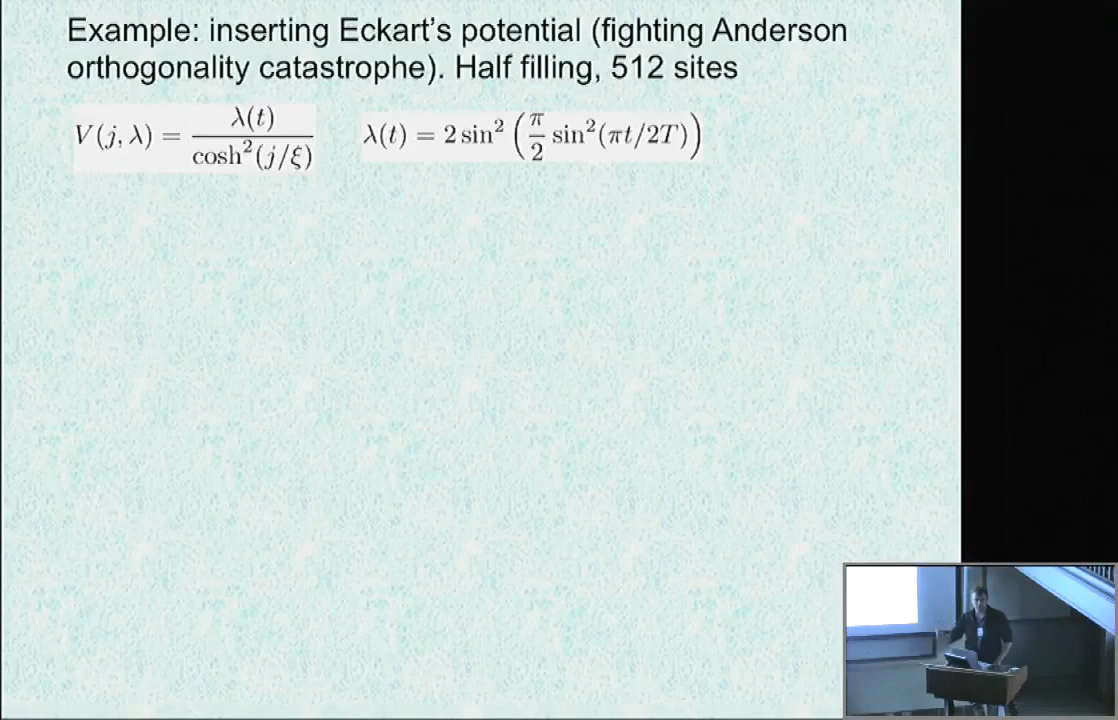 Example: inserting Eckart's potential (fighting Anderson
orthogonality catastrophe). Half filling, 512 sites
V(j, λ) = λ(t) / cosh²(j/ξ)    λ(t) = 2 sin² (π/2 sin²(πt/2T))